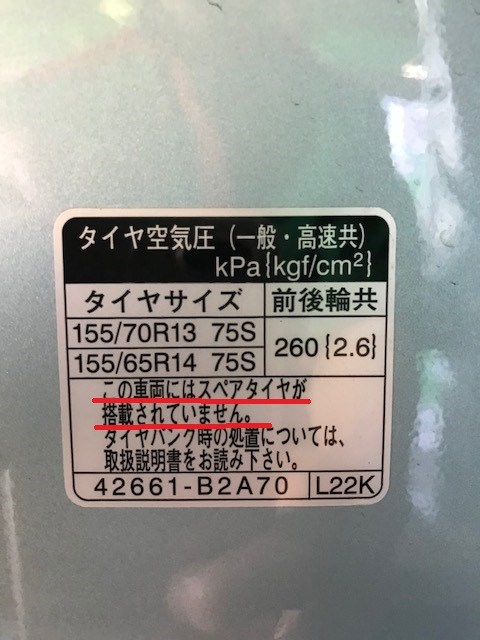 タイヤ空気圧（一般・高速共）
kPa{kgf/cm²}
タイヤサイズ 前後輪共
155/70R13 75S
155/65R14 75S
260{2.6}
この車両にはスペアタイヤが
搭載されていません。
タイヤパンク時の処置については、
取扱説明書をお読み下さい。
42661-B2A70 L22K